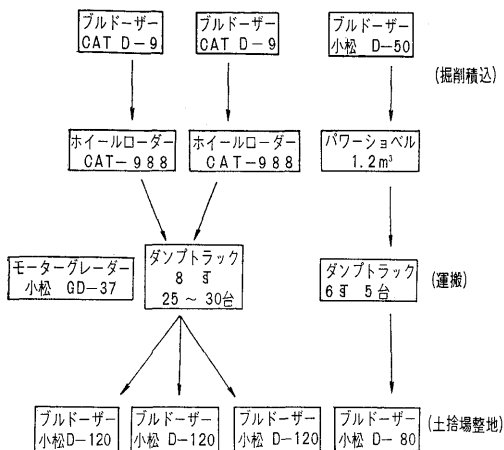 ブルドーザー
CAT D-9
ブルドーザー
CAT D-9
ブルドーザー
小松 D-50
(掘削積込)
ホイールローダー
CAT-988
ホイールローダー
CAT-988
パワーショベル
1.2m³
モーターグレーダー
小松 GD-37
ダンプトラック
8 ㌧
25 ~ 30台
ダンプトラック
6㌧ 5台
(運搬)
ブルドーザー
小松D-120
ブルドーザー
小松D-120
ブルドーザー
小松D-120
ブルドーザー
小松 D-80
(土捨場整地)